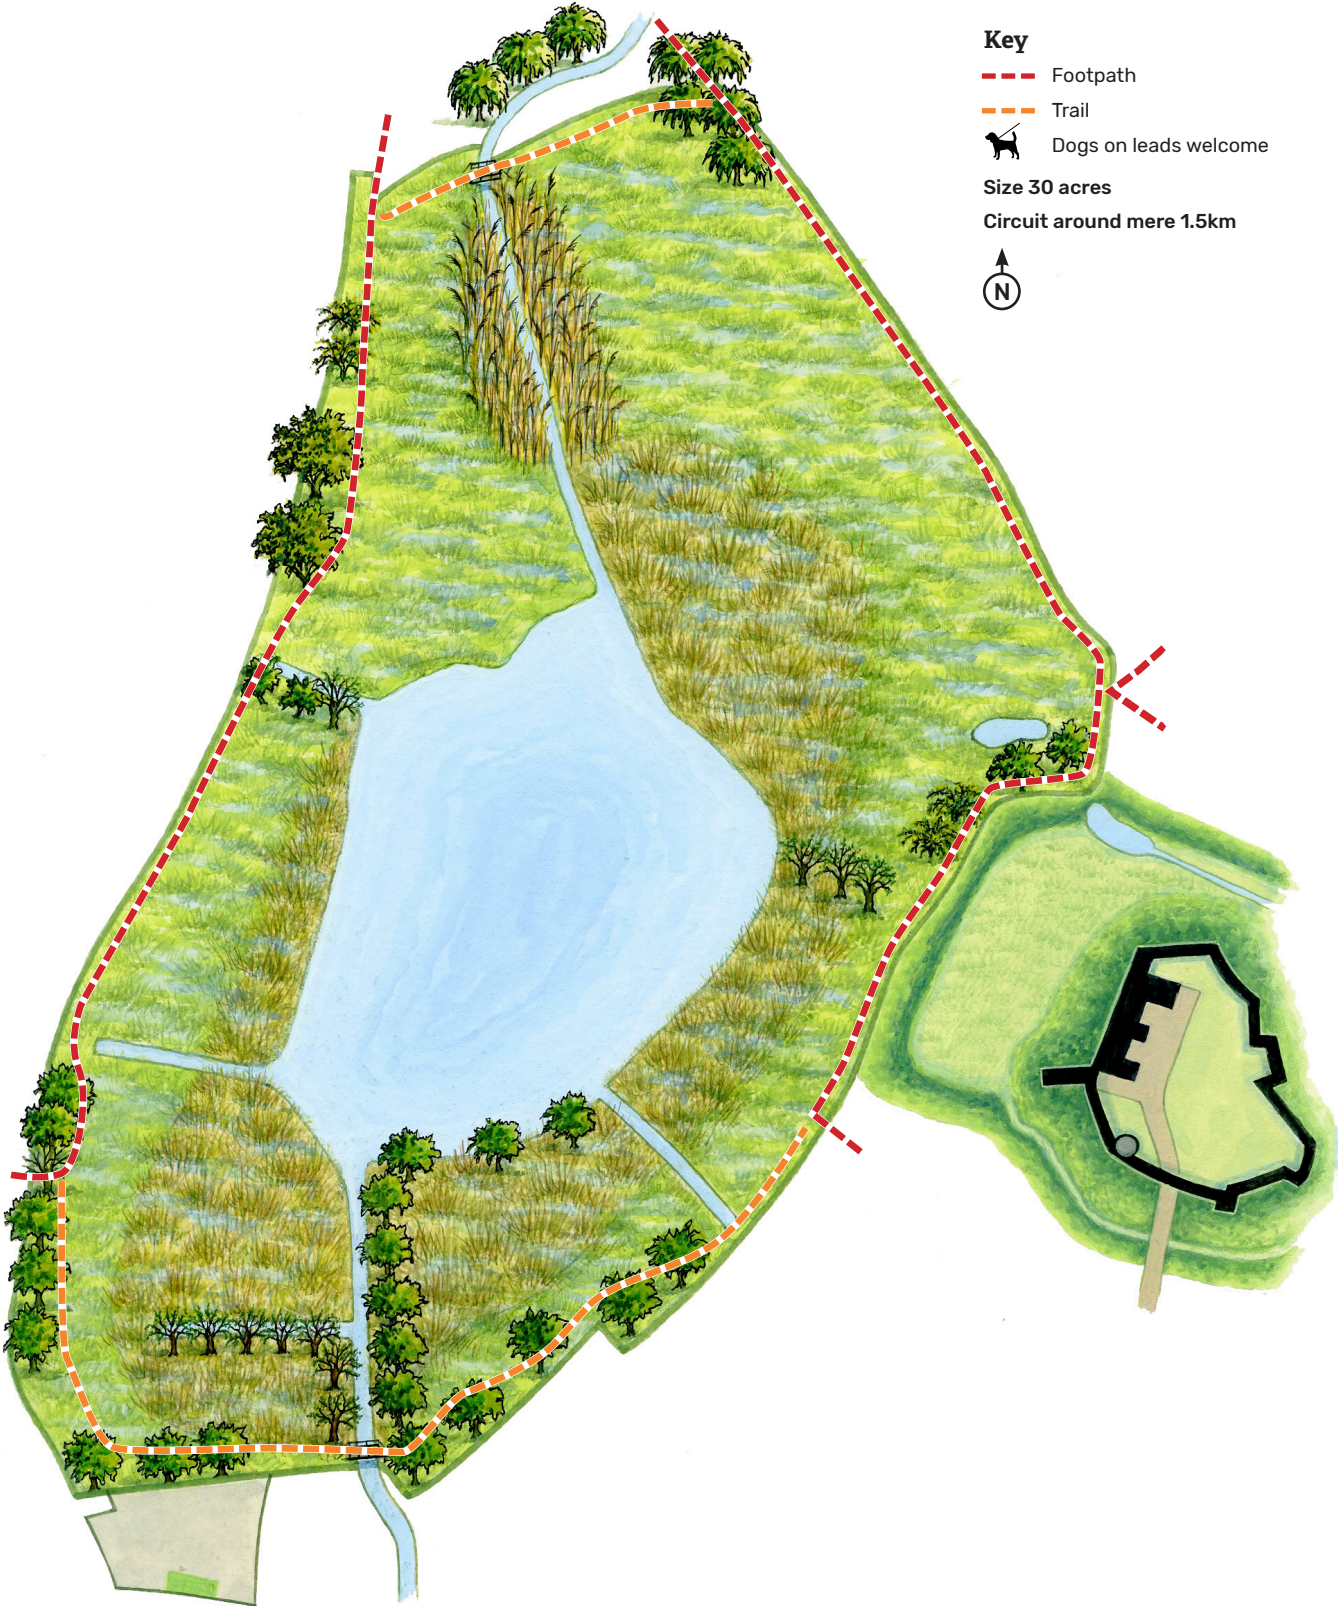 Key
Footpath
Trail
Dogs on leads welcome
Size 30 acres
Circuit around mere 1.5km
N